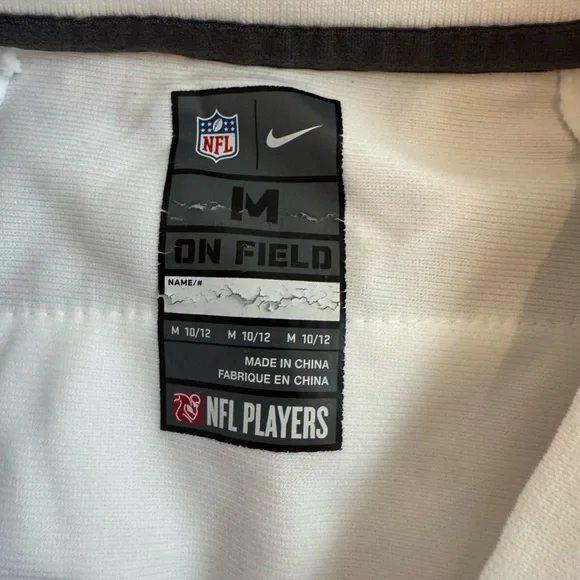 NFL
M
ON FIELD
NAME/#
M 10/12 M 10/12 M 10/12
MADE IN CHINA
FABRIQUE EN CHINA
NFL PLAYERS